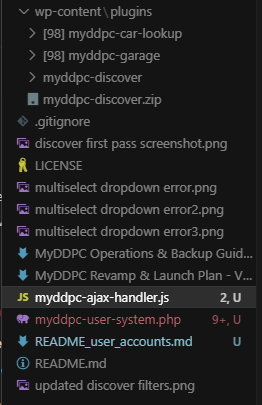 wp-content\plugins
[98] myddpc-car-lookup
[98] myddpc-garage
myddpc-discover
myddpc-discover.zip
.gitignore
discover first pass screenshot.png
LICENSE
multiselect dropdown error.png
multiselect dropdown error2.png
multiselect dropdown error3.png
MyDDPC Operations & Backup Guid...
MyDDPC Revamp & Launch Plan - V...
JS myddpc-ajax-handler.js 2, U
myddpc-user-system.php 9+, U
README_user_accounts.md U
README.md
updated discover filters.png